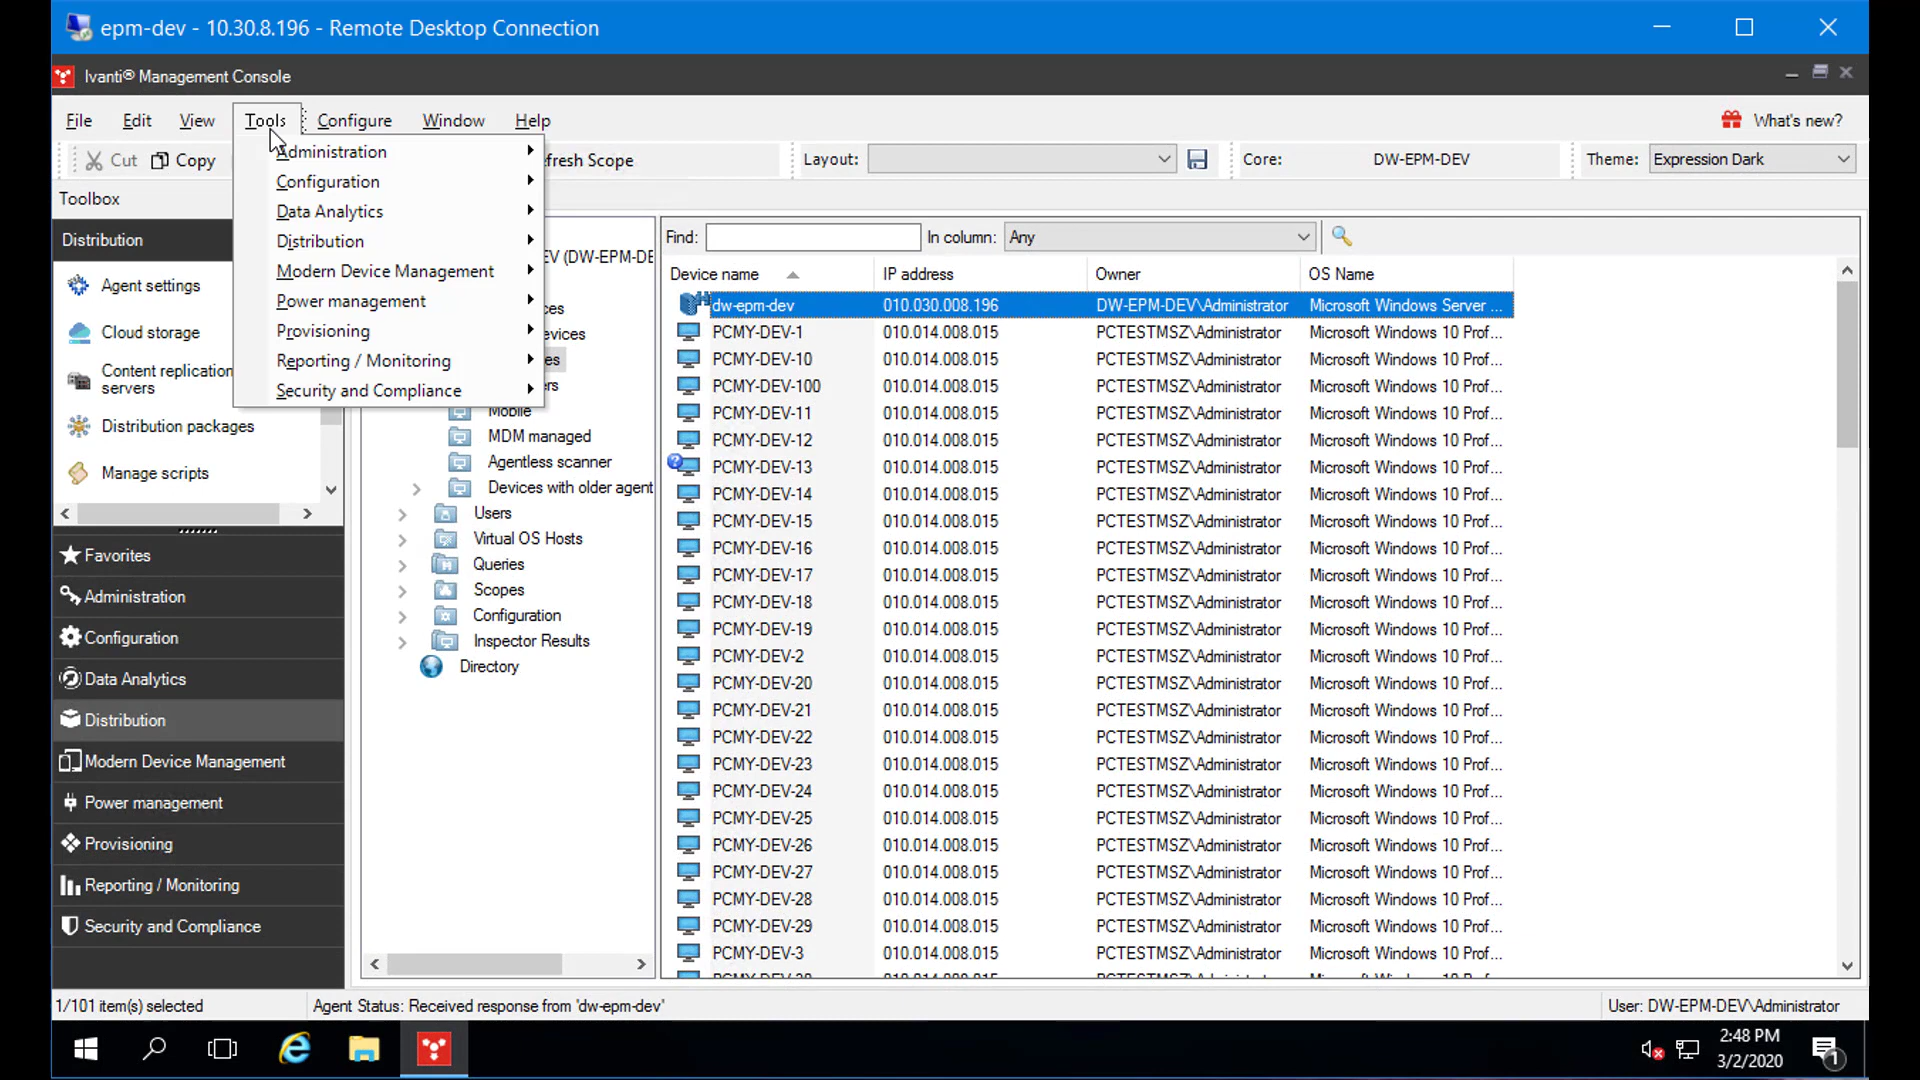 epm-dev - 10.30.8.196 - Remote Desktop Connection
Ivanti® Management Console
File Edit View Tools Configure Window Help What's new?
Cut Copy efresh Scope Layout: Core: DW-EPM-DEV Theme: Expression Dark
Toolbox
Administration
Configuration
Data Analytics
Distribution
Modern Device Management
Power management
Provisioning
Reporting / Monitoring
Security and Compliance
Distribution
Agent settings
Cloud storage
Content replication
servers
Distribution packages
Manage scripts
Favorites
Administration
Configuration
Data Analytics
Distribution
Modern Device Management
Power management
Provisioning
Reporting / Monitoring
Security and Compliance
EV (DW-EPM-DE
ces
evices
es
ers
Mobile
MDM managed
Agentless scanner
Devices with older agent
Users
Virtual OS Hosts
Queries
Scopes
Configuration
Inspector Results
Directory
Find: In column: Any
Device name IP address Owner OS Name
dw-epm-dev 010.030.008.196 DW-EPM-DEV\Administrator Microsoft Windows Server ...
PCMY-DEV-1 010.014.008.015 PCTESTMSZ\Administrator Microsoft Windows 10 Prof...
PCMY-DEV-10 010.014.008.015 PCTESTMSZ\Administrator Microsoft Windows 10 Prof...
PCMY-DEV-100 010.014.008.015 PCTESTMSZ\Administrator Microsoft Windows 10 Prof...
PCMY-DEV-11 010.014.008.015 PCTESTMSZ\Administrator Microsoft Windows 10 Prof...
PCMY-DEV-12 010.014.008.015 PCTESTMSZ\Administrator Microsoft Windows 10 Prof...
PCMY-DEV-13 010.014.008.015 PCTESTMSZ\Administrator Microsoft Windows 10 Prof...
PCMY-DEV-14 010.014.008.015 PCTESTMSZ\Administrator Microsoft Windows 10 Prof...
PCMY-DEV-15 010.014.008.015 PCTESTMSZ\Administrator Microsoft Windows 10 Prof...
PCMY-DEV-16 010.014.008.015 PCTESTMSZ\Administrator Microsoft Windows 10 Prof...
PCMY-DEV-17 010.014.008.015 PCTESTMSZ\Administrator Microsoft Windows 10 Prof...
PCMY-DEV-18 010.014.008.015 PCTESTMSZ\Administrator Microsoft Windows 10 Prof...
PCMY-DEV-19 010.014.008.015 PCTESTMSZ\Administrator Microsoft Windows 10 Prof...
PCMY-DEV-2 010.014.008.015 PCTESTMSZ\Administrator Microsoft Windows 10 Prof...
PCMY-DEV-20 010.014.008.015 PCTESTMSZ\Administrator Microsoft Windows 10 Prof...
PCMY-DEV-21 010.014.008.015 PCTESTMSZ\Administrator Microsoft Windows 10 Prof...
PCMY-DEV-22 010.014.008.015 PCTESTMSZ\Administrator Microsoft Windows 10 Prof...
PCMY-DEV-23 010.014.008.015 PCTESTMSZ\Administrator Microsoft Windows 10 Prof...
PCMY-DEV-24 010.014.008.015 PCTESTMSZ\Administrator Microsoft Windows 10 Prof...
PCMY-DEV-25 010.014.008.015 PCTESTMSZ\Administrator Microsoft Windows 10 Prof...
PCMY-DEV-26 010.014.008.015 PCTESTMSZ\Administrator Microsoft Windows 10 Prof...
PCMY-DEV-27 010.014.008.015 PCTESTMSZ\Administrator Microsoft Windows 10 Prof...
PCMY-DEV-28 010.014.008.015 PCTESTMSZ\Administrator Microsoft Windows 10 Prof...
PCMY-DEV-29 010.014.008.015 PCTESTMSZ\Administrator Microsoft Windows 10 Prof...
PCMY-DEV-3 010.014.008.015 PCTESTMSZ\Administrator Microsoft Windows 10 Prof...
1/101 item(s) selected Agent Status: Received response from 'dw-epm-dev' User: DW-EPM-DEV\Administrator
2:48 PM
3/2/2020
1